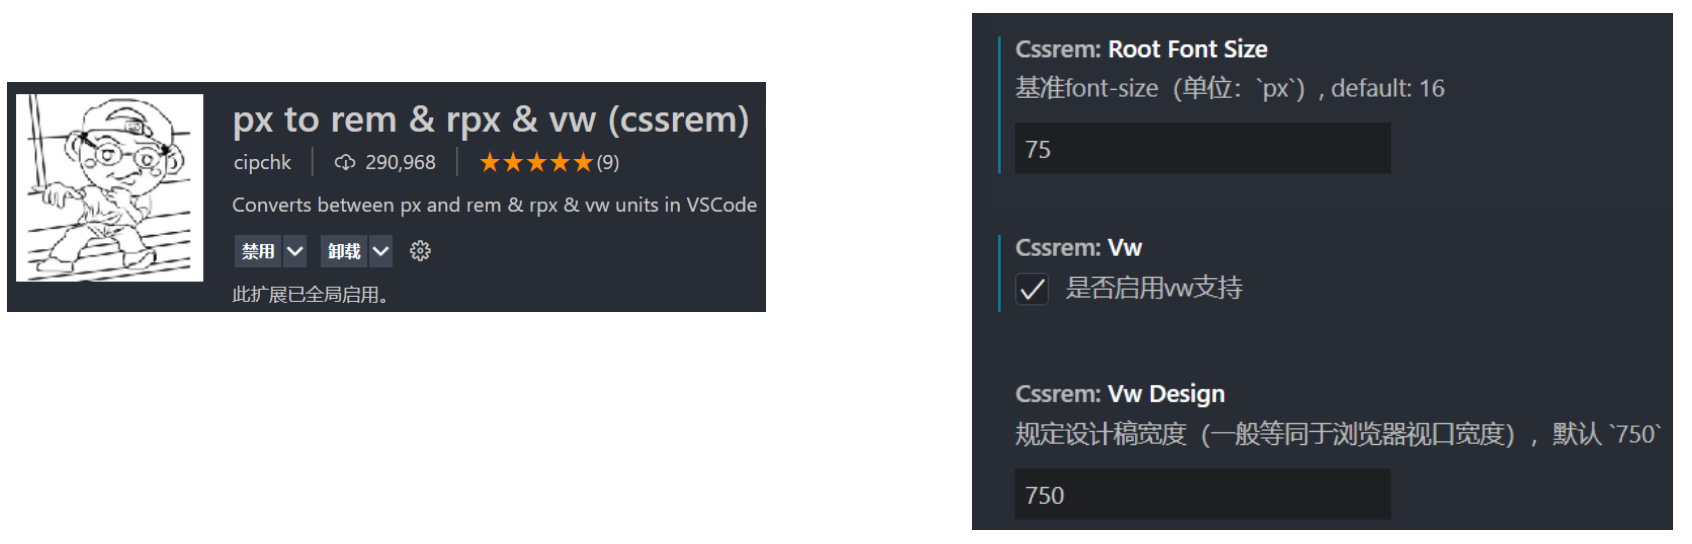 px to rem & rpx & vw (cssrem)
cipchk 290,968 ★★★★★(9)
Converts between px and rem & rpx & vw units in VSCode
禁用 卸载
此扩展已全局启用。
Cssrem: Root Font Size
基准font-size（单位：`px`）, default: 16
75
Cssrem: Vw
是否启用vw支持
Cssrem: Vw Design
规定设计稿宽度（一般等同于浏览器视口宽度），默认 `750`
750